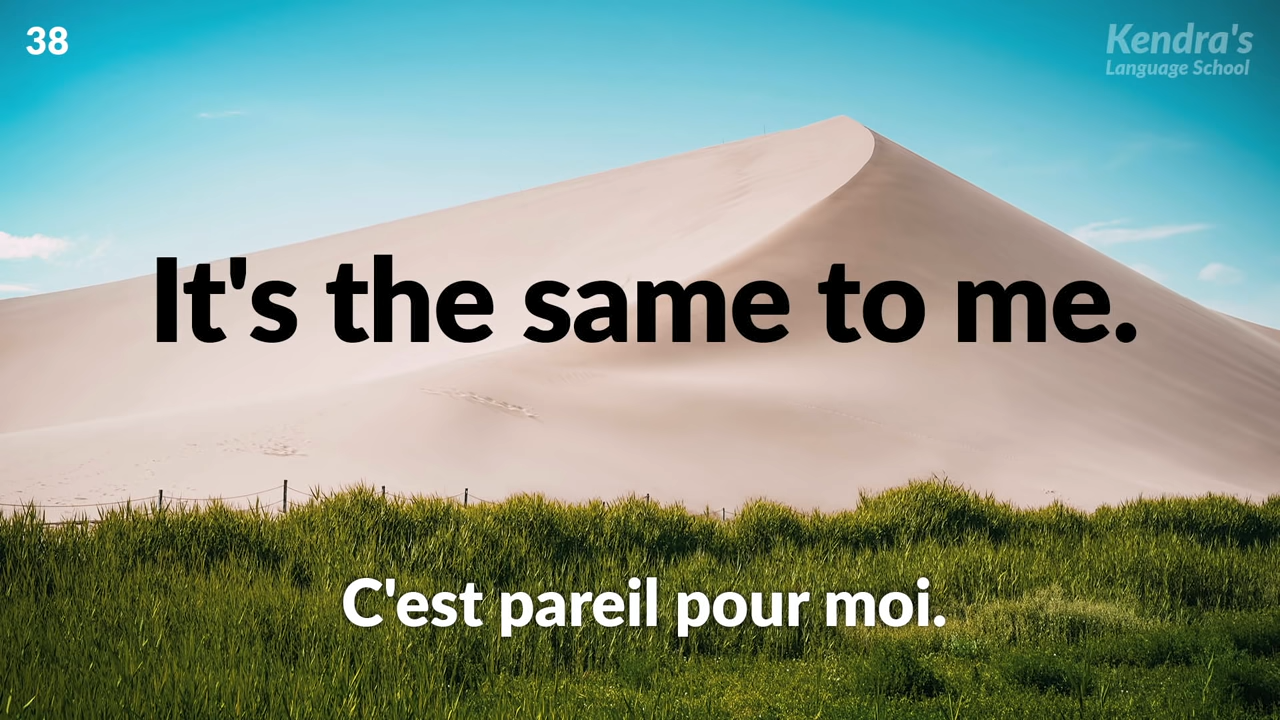 38
Kendra's
Language School
It's the same to me.
C'est pareil pour moi.